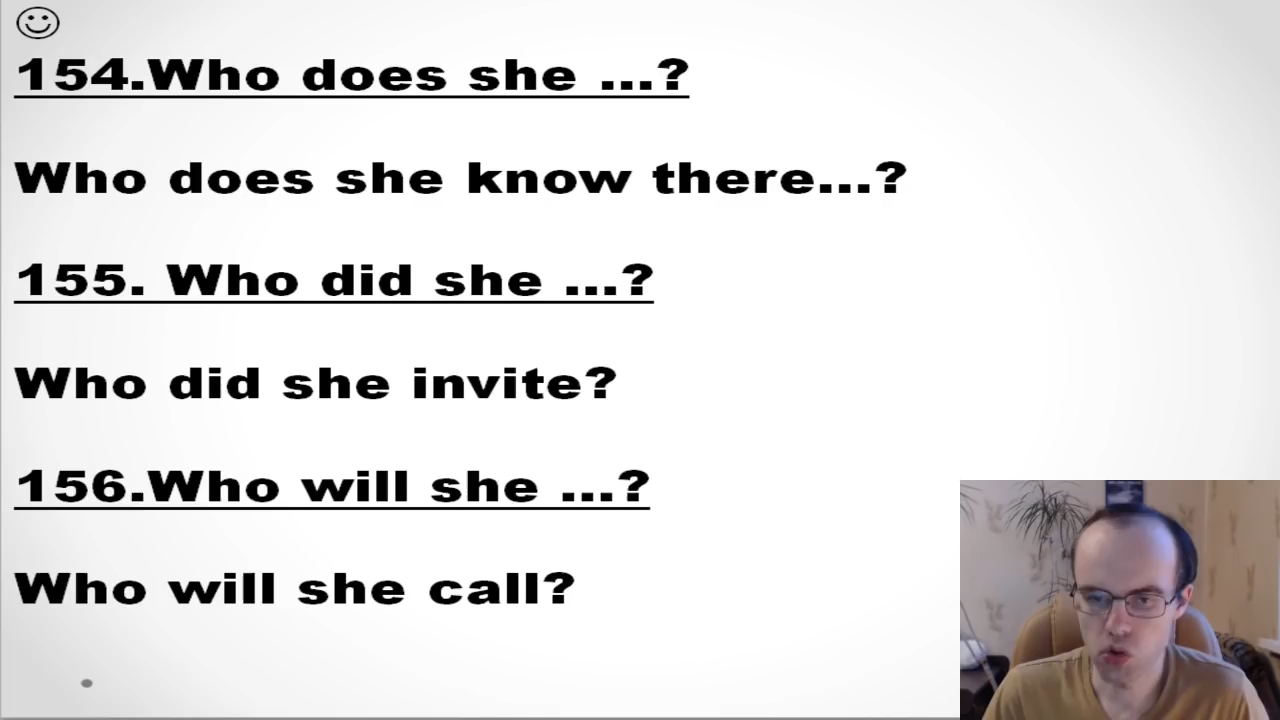 154.Who does she ...?
Who does she know there...?
155. Who did she ...?
Who did she invite?
156.Who will she ...?
Who will she call?